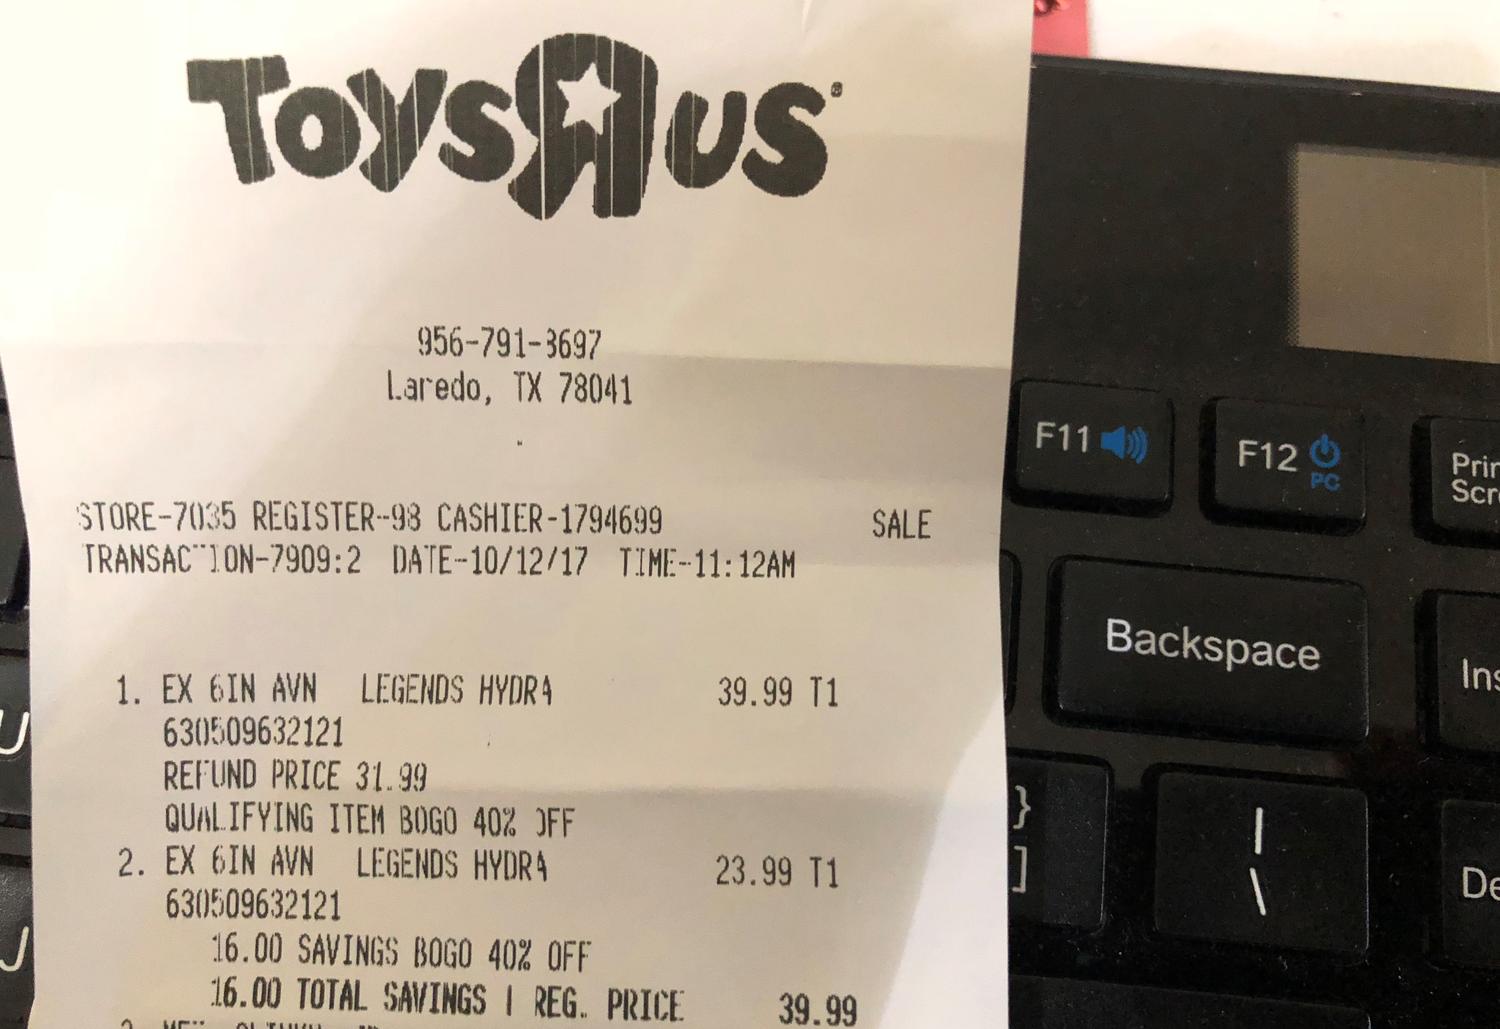 ToysRus®
956-791-3697
Laredo, TX 78041
STORE-7035 REGISTER-98 CASHIER-1794699 SALE
TRANSACTION-7909:2 DATE-10/12/17 TIME-11:12AM
1. EX 6IN AVN LEGENDS HYDRA 39.99 T1
630509632121
REFUND PRICE 31.99
QUALIFYING ITEM BOGO 40% OFF
2. EX 6IN AVN LEGENDS HYDRA 23.99 T1
630509632121
16.00 SAVINGS BOGO 40% OFF
16.00 TOTAL SAVINGS | REG. PRICE 39.99
F11
F12 PC
Backspace
}
]
|
\
U
J